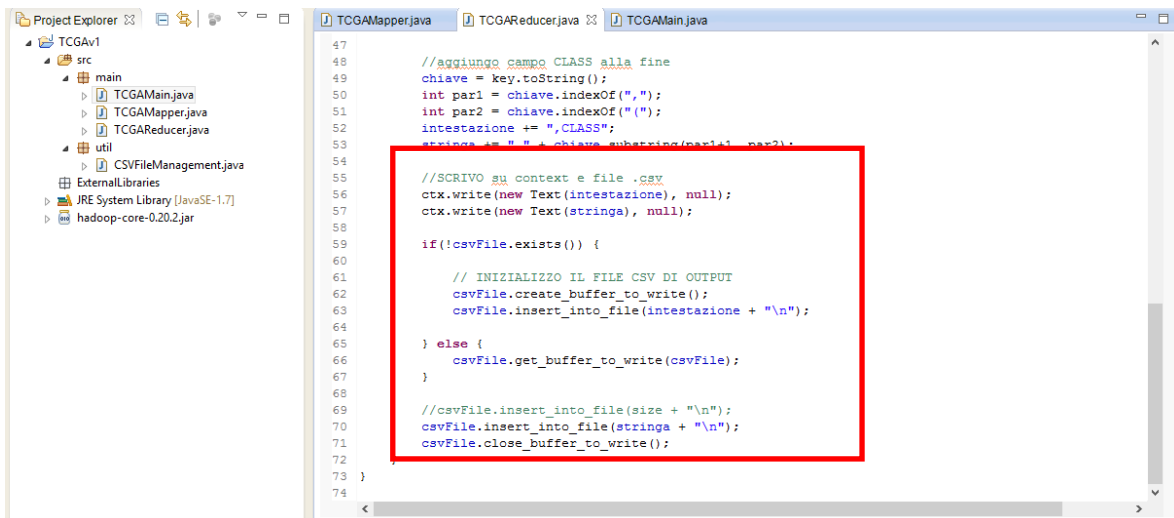 Project Explorer
TCGAv1
src
main
TCGAMain.java
TCGAMapper.java
TCGAReducer.java
util
CSVFileManagement.java
ExternalLibraries
JRE System Library [JavaSE-1.7]
hadoop-core-0.20.2.jar
TCGAMapper.java TCGAReducer.java TCGAMain.java
47
48 //aggiungo campo CLASS alla fine
49 chiave = key.toString();
50 int par1 = chiave.indexOf(",");
51 int par2 = chiave.indexOf("(");
52 intestazione += ",CLASS";
53 stringa += "," + chiave.substring(par1+1, par2);
54
55 //SCRIVO su context e file .csv
56 ctx.write(new Text(intestazione), null);
57 ctx.write(new Text(stringa), null);
58
59 if(!csvFile.exists()) {
60
61 // INIZIALIZZO IL FILE CSV DI OUTPUT
62 csvFile.create_buffer_to_write();
63 csvFile.insert_into_file(intestazione + "\n");
64
65 } else {
66 csvFile.get_buffer_to_write(csvFile);
67 }
68
69 //csvFile.insert_into_file(size + "\n");
70 csvFile.insert_into_file(stringa + "\n");
71 csvFile.close_buffer_to_write();
72 }
73 }
74